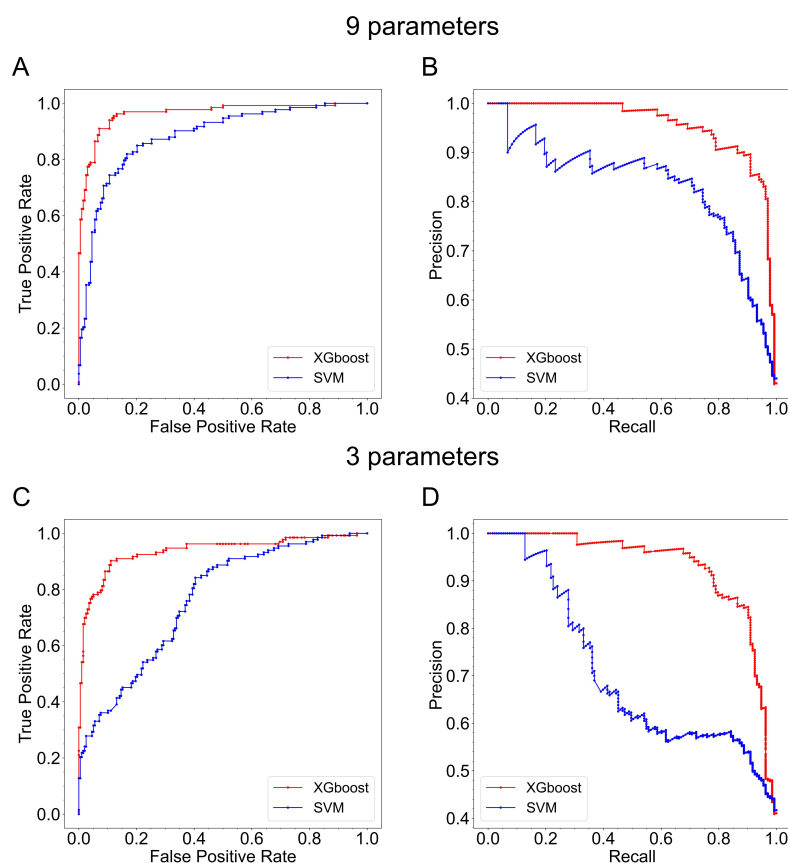 9 parameters
A
B
1.0
0.8
0.6
0.4
0.2
0.0
True Positive Rate
XGboost
SVM
0.0 0.2 0.4 0.6 0.8 1.0
False Positive Rate
1.0
0.9
0.8
0.7
0.6
0.5
0.4
Precision
XGboost
SVM
0.0 0.2 0.4 0.6 0.8 1.0
Recall
3 parameters
C
D
1.0
0.8
0.6
0.4
0.2
0.0
True Positive Rate
XGboost
SVM
0.0 0.2 0.4 0.6 0.8 1.0
False Positive Rate
1.0
0.9
0.8
0.7
0.6
0.5
0.4
Precision
XGboost
SVM
0.0 0.2 0.4 0.6 0.8 1.0
Recall